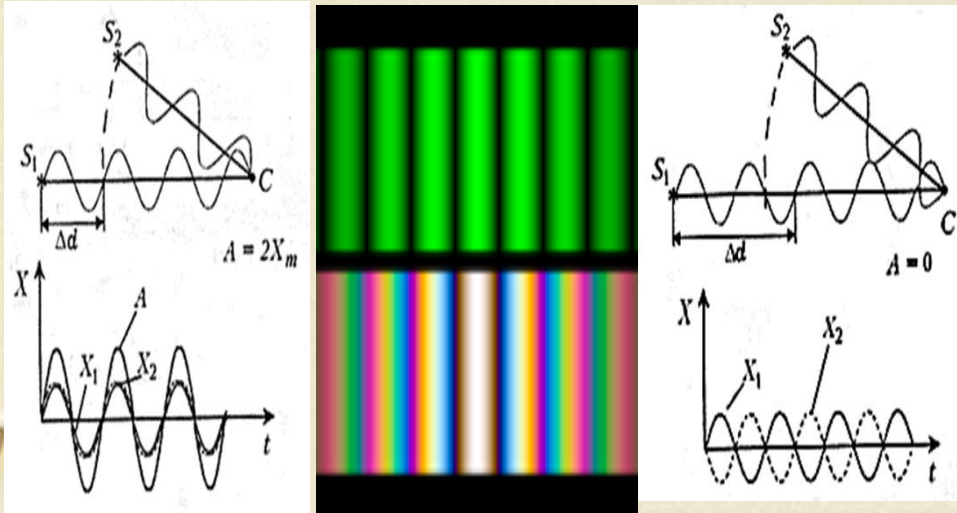 S₂
S₁
C
Δd
A = 2Xₘ
X
A
X₁
X₂
t
S₂
S₁
C
Δd
A = 0
X
X₂
X₁
t